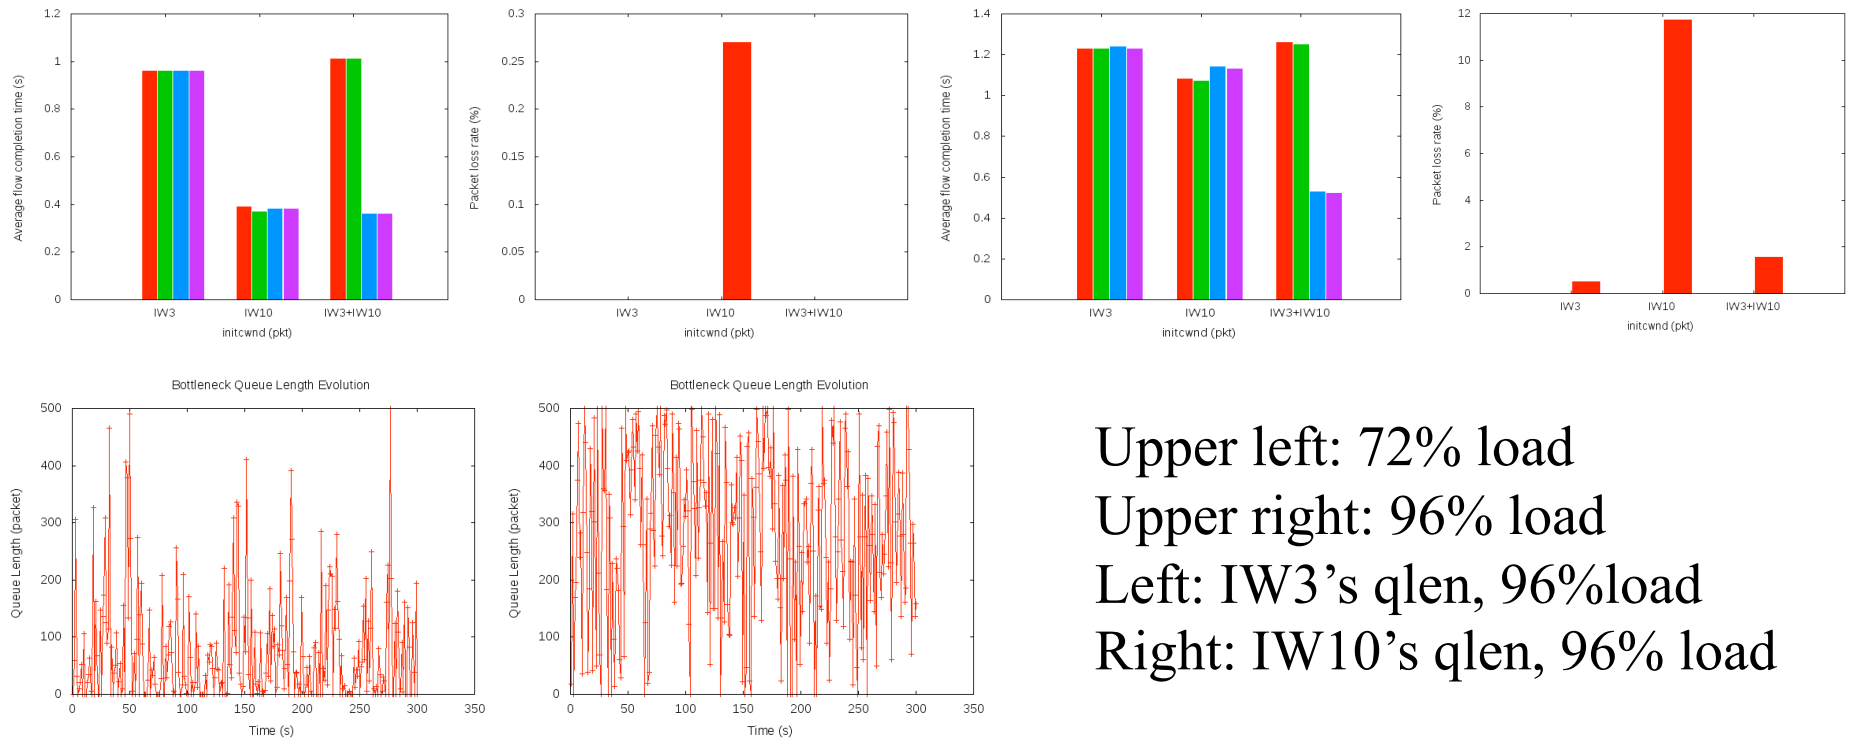 1.2
1
0.8
0.6
0.4
0.2
0
Average flow completion time (s)
IW3 IW10 IW3+IW10
initcwnd (pkt)
0.3
0.25
0.2
0.15
0.1
0.05
0
Packet loss rate (%)
IW3 IW10 IW3+IW10
initcwnd (pkt)
1.4
1.2
1
0.8
0.6
0.4
0.2
0
Average flow completion time (s)
IW3 IW10 IW3+IW10
initcwnd (pkt)
12
10
8
6
4
2
0
Packet loss rate (%)
IW3 IW10 IW3+IW10
initcwnd (pkt)
Bottleneck Queue Length Evolution
500
400
300
200
100
0
Queue Length (packet)
0 50 100 150 200 250 300 350
Time (s)
Bottleneck Queue Length Evolution
500
400
300
200
100
0
Queue Length (packet)
0 50 100 150 200 250 300 350
Time (s)
Upper left: 72% load
Upper right: 96% load
Left: IW3’s qlen, 96%load
Right: IW10’s qlen, 96% load